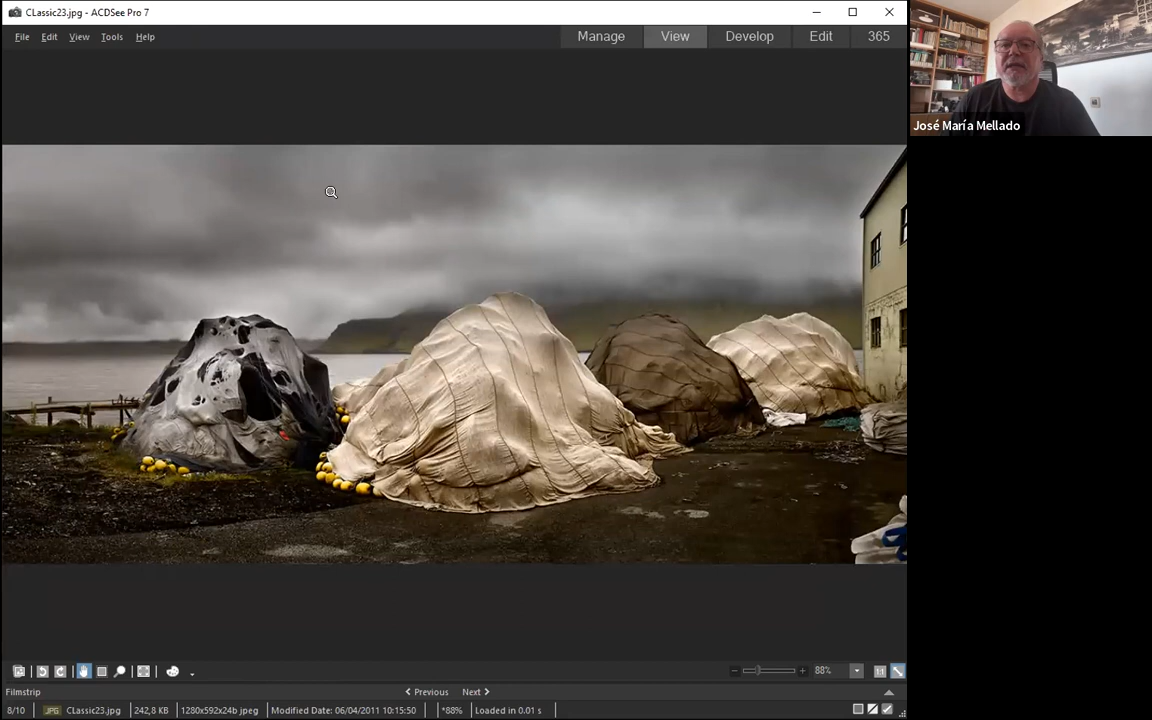 CLassic23.jpg - ACDSee Pro 7
File Edit View Tools Help
Manage View Develop Edit 365
José María Mellado
88%
Filmstrip
Previous Next
8/10 JPG CLassic23.jpg 242,8 KB 1280x592x24b jpeg Modified Date: 06/04/2011 10:15:50 *88% Loaded in 0.01 s